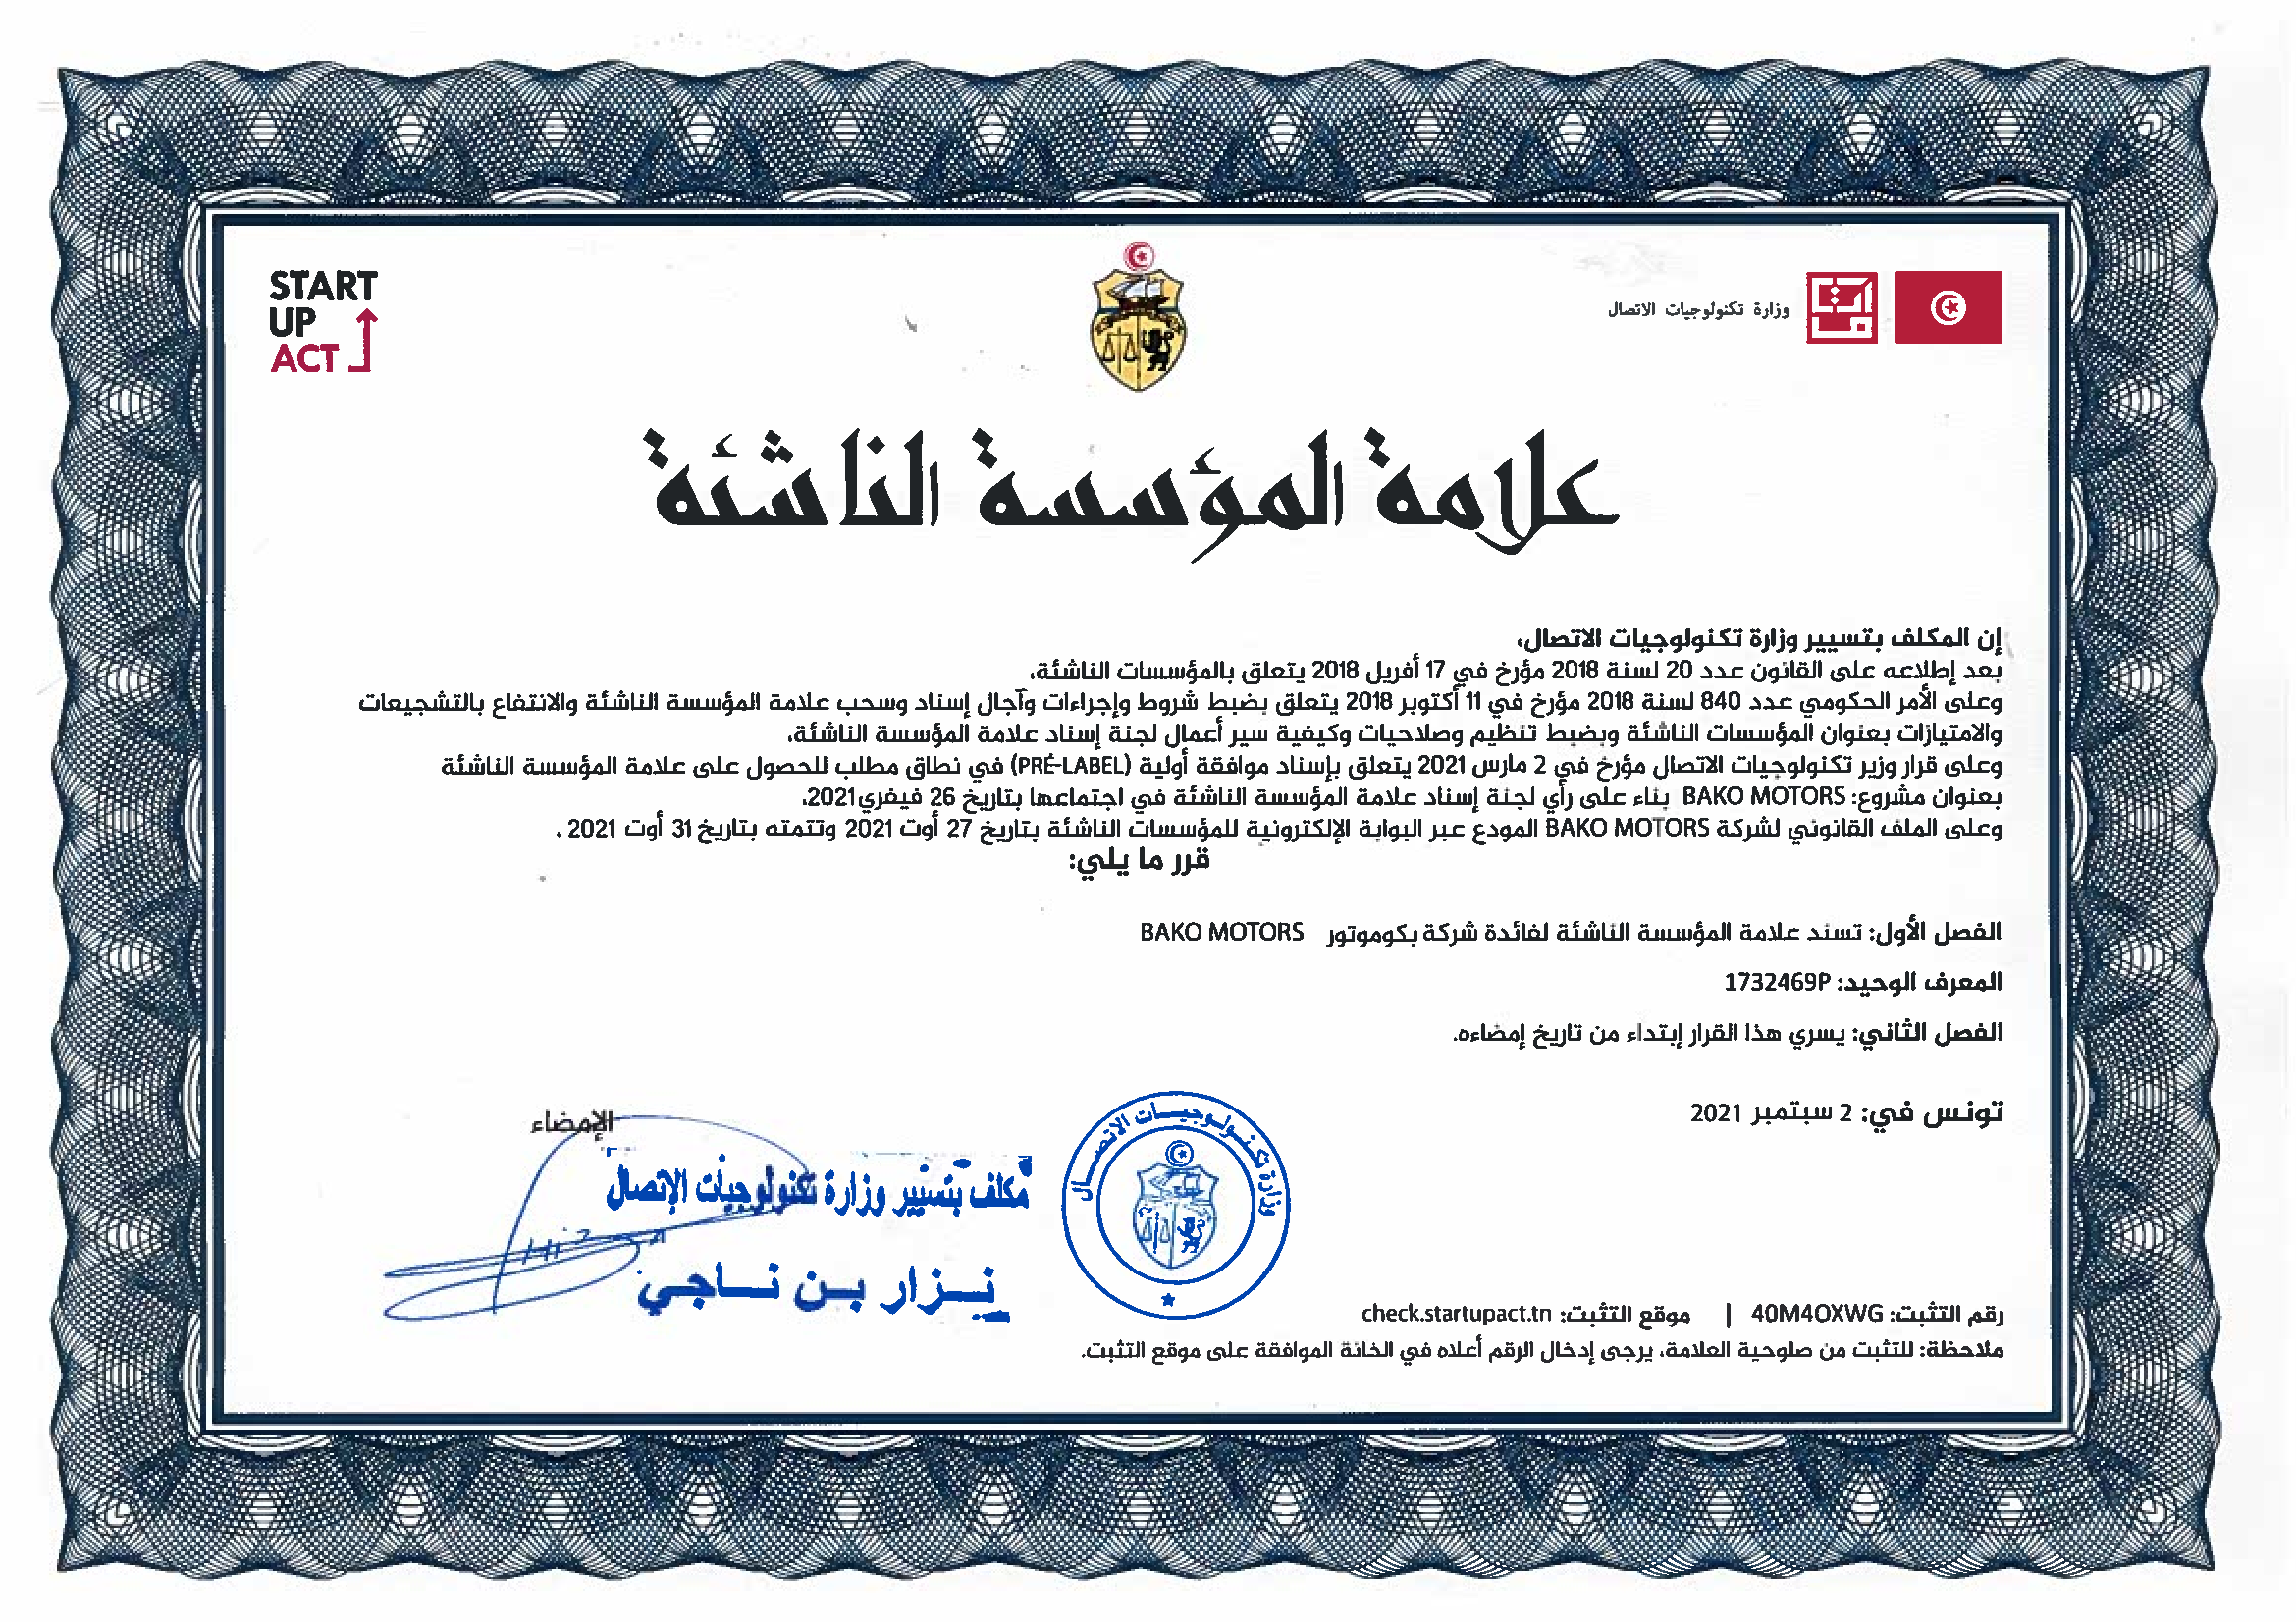 START
UP
ACT
وزارة تكنولوجيات الاتصال
علامة المؤسسة الناشئة
إن المكلف بتسيير وزارة تكنولوجيات الاتصال،
بعد إطلاعه على القانون عدد 20 لسنة 2018 مؤرخ في 17 أفريل 2018 يتعلق بالمؤسسات الناشئة،
وعلى الأمر الحكومي عدد 840 لسنة 2018 مؤرخ في 11 أكتوبر 2018 يتعلق بضبط شروط وإجراءات وآجال إسناد وسحب علامة المؤسسة الناشئة والانتفاع بالتشجيعات
والامتيازات بعنوان المؤسسات الناشئة وبضبط تنظيم وصلاحيات وكيفية سير أعمال لجنة إسناد علامة المؤسسة الناشئة،
وعلى قرار وزير تكنولوجيات الاتصال مؤرخ في 2 مارس 2021 يتعلق بإسناد موافقة أولية (PRÉ-LABEL) في نطاق مطلب للحصول على علامة المؤسسة الناشئة
بعنوان مشروع: BAKO MOTORS بناء على رأي لجنة إسناد علامة المؤسسة الناشئة في اجتماعها بتاريخ 26 فيفري2021،
وعلى الملف القانوني لشركة BAKO MOTORS المودع عبر البوابة الإلكترونية للمؤسسات الناشئة بتاريخ 27 أوت 2021 وتتمته بتاريخ 31 أوت 2021 .
قرر ما يلي:
الفصل الأول: تسند علامة المؤسسة الناشئة لفائدة شركة بكوموتور BAKO MOTORS
المعرف الوحيد: 1732469P
الفصل الثاني: يسري هذا القرار إبتداء من تاريخ إمضاءه.
تونس في: 2 سبتمبر 2021
الإمضاء
مكلف بتسيير وزارة تكنولوجيات الإتصال
نـزار بـن نـاجي
وزارة تكنولوجيات الاتصال
رقم التثبت: 40M4OXWG | موقع التثبت: check.startupact.tn
ملاحظة: للتثبت من صلوحية العلامة، يرجى إدخال الرقم أعلاه في الخانة الموافقة على موقع التثبت.